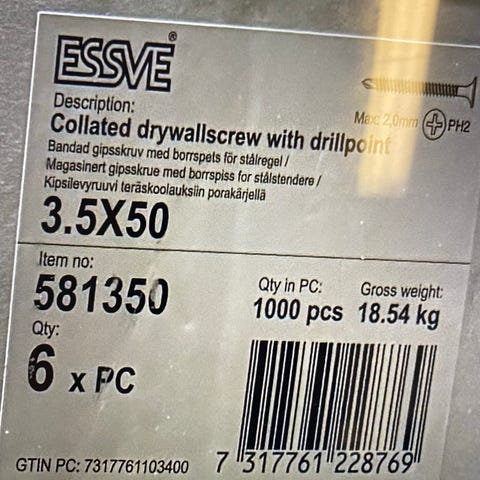 ESSVE®
Description:
Collated drywallscrew with drillpoint
Max: 2,0mm PH2
Bandad gipsskruv med borrspets för stålregel /
Magasinert gipsskrue med borrspiss for stålstendere /
Kipsilevyruuvi teräskoolauksiin porakärjellä
3.5X50
Item no:
581350
Qty in PC:
1000 pcs
Gross weight:
18.54 kg
Qty:
6 x PC
GTIN PC: 7317761103400
7 317761 228769